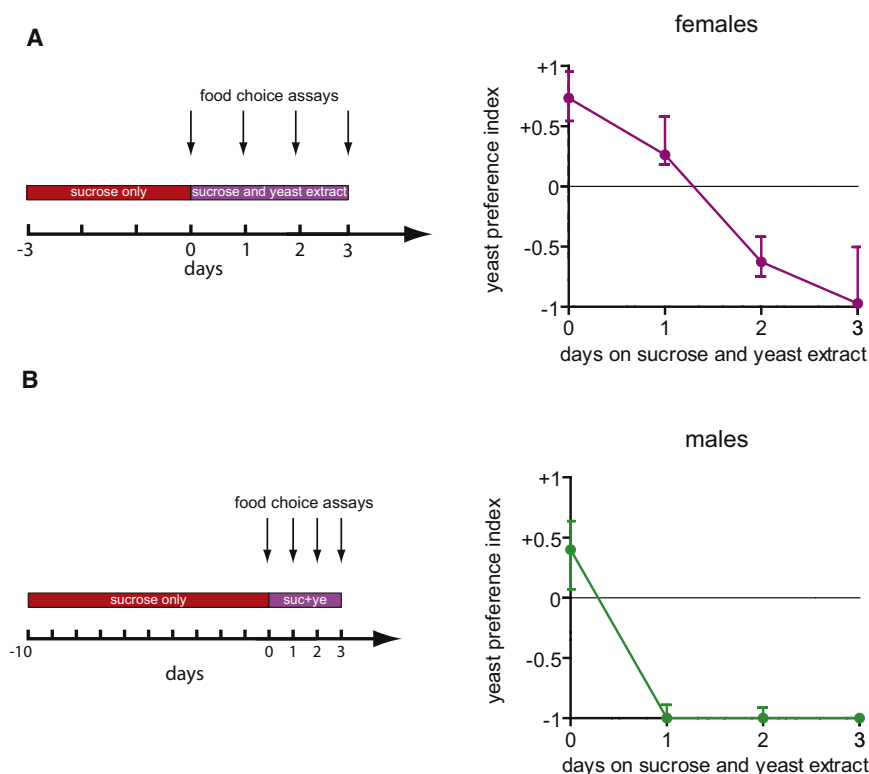 A
food choice assays
sucrose only
sucrose and yeast extract
-3
0
1
2
3
days
females
yeast preference index
+1
+0.5
0
-0.5
-1
0
1
2
3
days on sucrose and yeast extract
B
food choice assays
sucrose only
suc+ye
-10
0
1
2
3
days
males
yeast preference index
+1
+0.5
0
-0.5
-1
0
1
2
3
days on sucrose and yeast extract